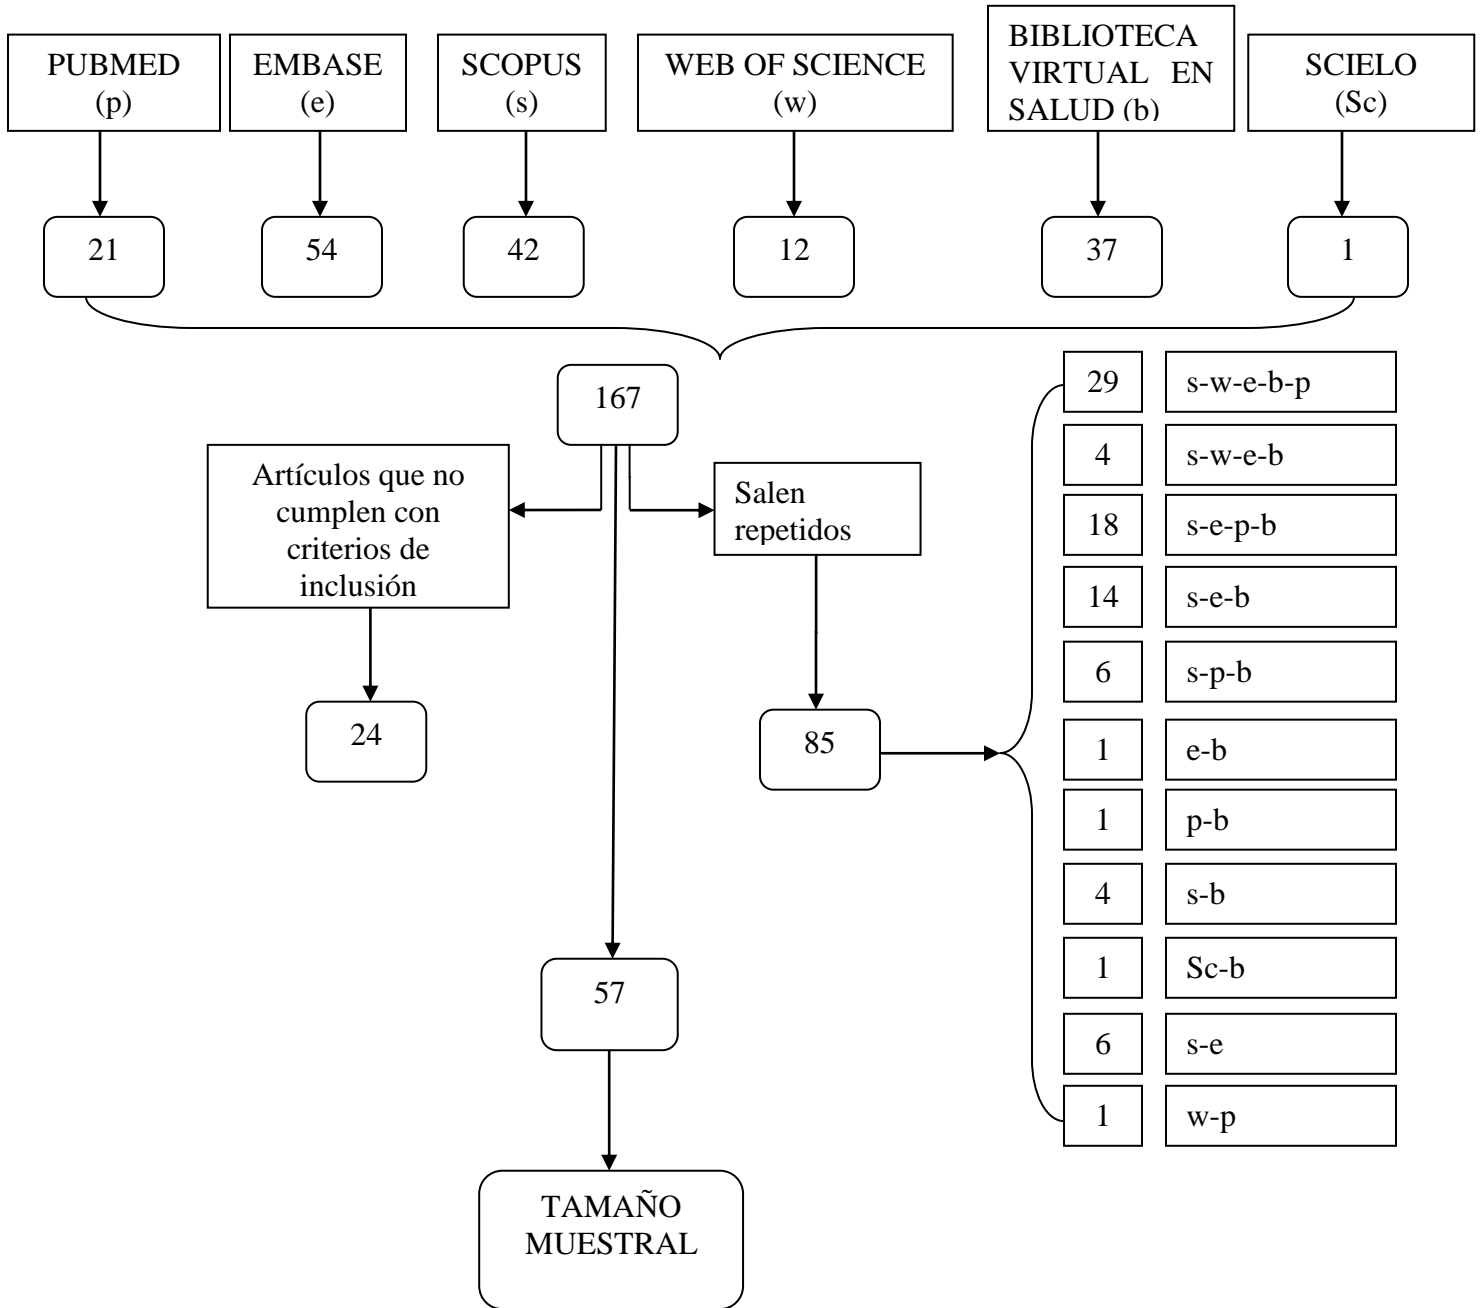 PUBMED
(p)
EMBASE
(e)
SCOPUS
(s)
WEB OF SCIENCE
(w)
BIBLIOTECA
VIRTUAL EN
SALUD (b)
SCIELO
(Sc)
21
54
42
12
37
1
167
Artículos que no
cumplen con
criterios de
inclusión
Salen
repetidos
24
85
29 s-w-e-b-p
4 s-w-e-b
18 s-e-p-b
14 s-e-b
6 s-p-b
1 e-b
1 p-b
4 s-b
1 Sc-b
6 s-e
1 w-p
57
TAMAÑO
MUESTRAL